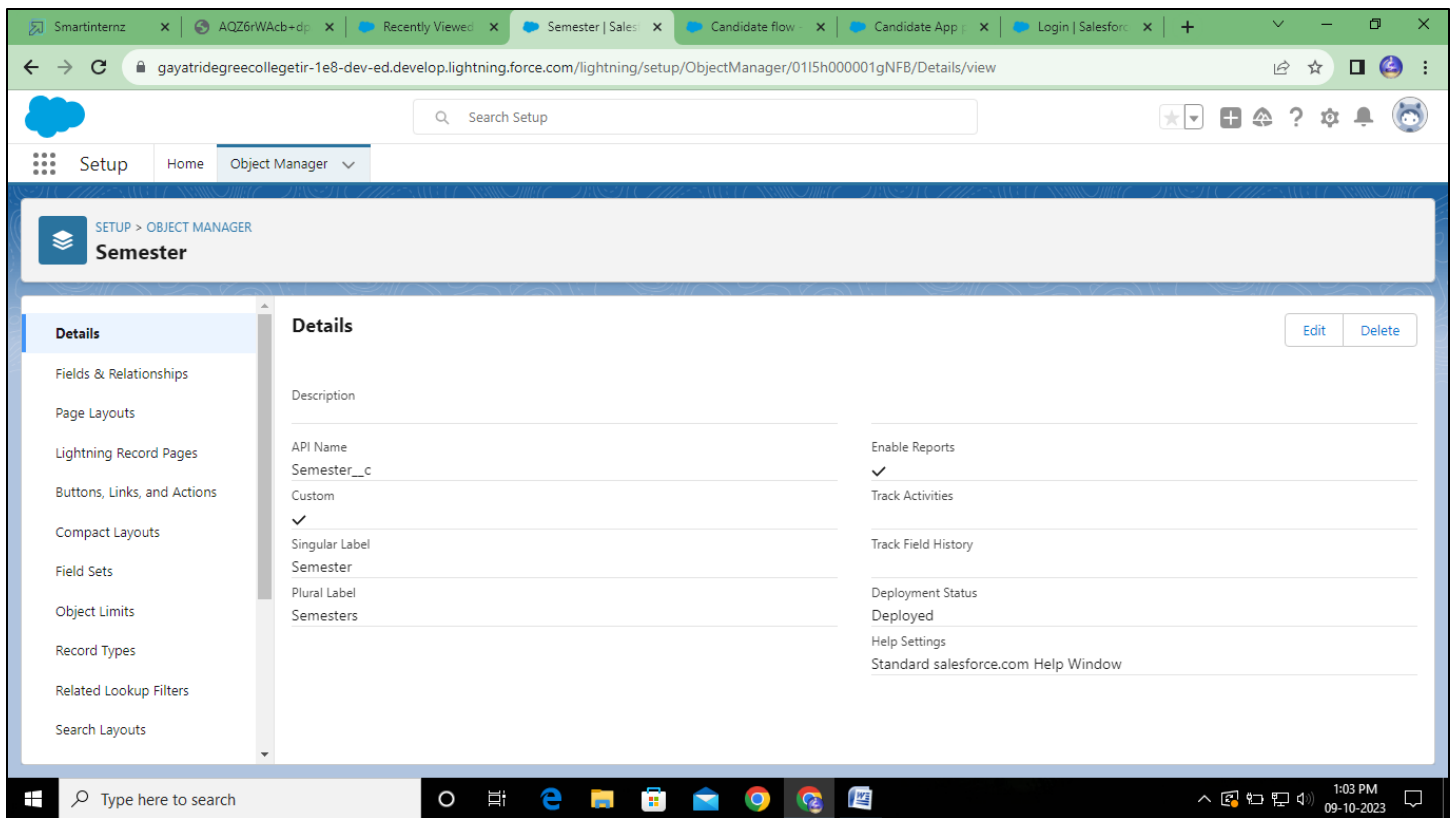 Smartinternz
AQZ6rWAcb+dp
Recently Viewed
Semester | Sales
Candidate flow -
Candidate App p
Login | Salesforc
gayatridegreecollegetir-1e8-dev-ed.develop.lightning.force.com/lightning/setup/ObjectManager/01I5h000001gNFB/Details/view
Search Setup
Setup
Home
Object Manager
SETUP > OBJECT MANAGER
Semester
Details
Fields & Relationships
Page Layouts
Lightning Record Pages
Buttons, Links, and Actions
Compact Layouts
Field Sets
Object Limits
Record Types
Related Lookup Filters
Search Layouts
Details
Edit
Delete
Description
API Name
Semester__c
Custom
Singular Label
Semester
Plural Label
Semesters
Enable Reports
Track Activities
Track Field History
Deployment Status
Deployed
Help Settings
Standard salesforce.com Help Window
Type here to search
1:03 PM
09-10-2023